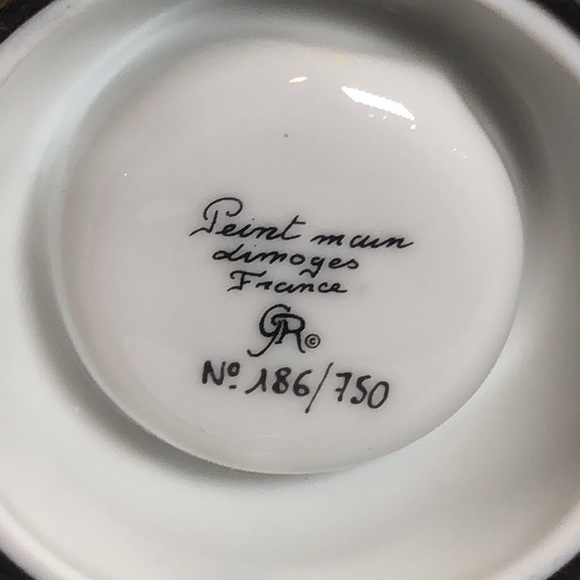 Peint main
Limoges
France
GR©
Nº 186/750